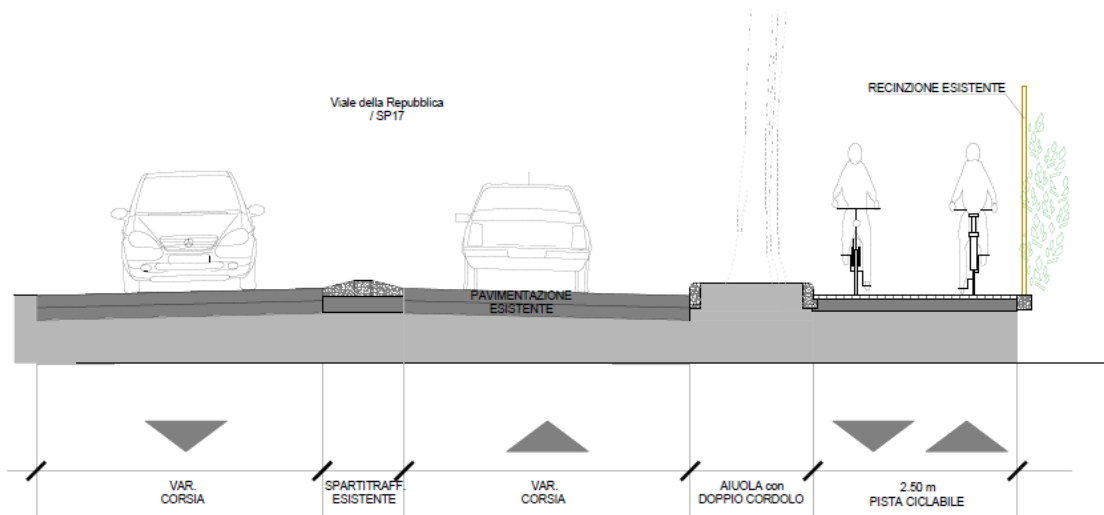 RECINZIONE ESISTENTE
Viale della Repubblica
/ SP17
PAVIMENTAZIONE
ESISTENTE
VAR.
CORSIA
SPARTITRAFF.
ESISTENTE
VAR.
CORSIA
AIUOLA con
DOPPIO CORDOLO
2.50 m
PISTA CICLABILE